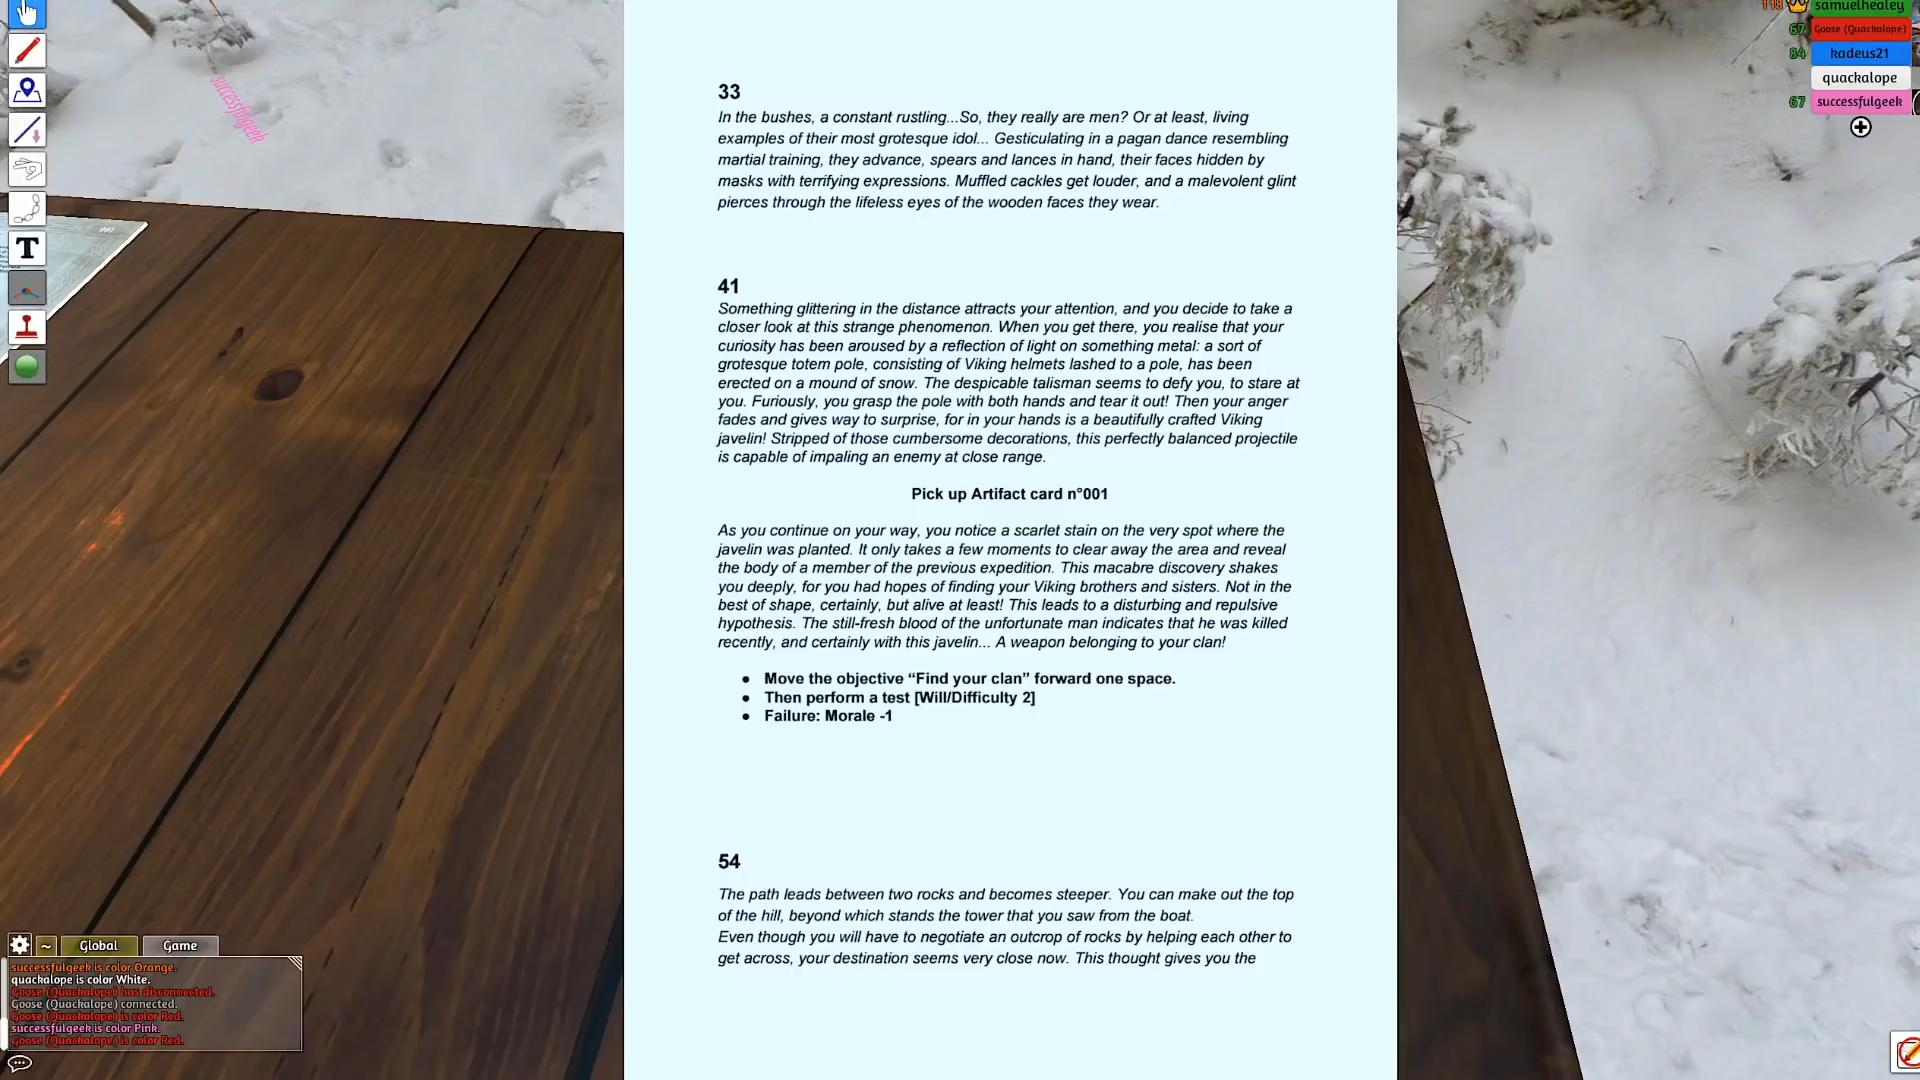 118
samuelhealey
67
Goose (Quackalope)
84
kadeus21
quackalope
67
successfulgeek
successfulgeek
T
33
In the bushes, a constant rustling...So, they really are men? Or at least, living
examples of their most grotesque idol... Gesticulating in a pagan dance resembling
martial training, they advance, spears and lances in hand, their faces hidden by
masks with terrifying expressions. Muffled cackles get louder, and a malevolent glint
pierces through the lifeless eyes of the wooden faces they wear.
41
Something glittering in the distance attracts your attention, and you decide to take a
closer look at this strange phenomenon. When you get there, you realise that your
curiosity has been aroused by a reflection of light on something metal: a sort of
grotesque totem pole, consisting of Viking helmets lashed to a pole, has been
erected on a mound of snow. The despicable talisman seems to defy you, to stare at
you. Furiously, you grasp the pole with both hands and tear it out! Then your anger
fades and gives way to surprise, for in your hands is a beautifully crafted Viking
javelin! Stripped of those cumbersome decorations, this perfectly balanced projectile
is capable of impaling an enemy at close range.
Pick up Artifact card n°001
As you continue on your way, you notice a scarlet stain on the very spot where the
javelin was planted. It only takes a few moments to clear away the area and reveal
the body of a member of the previous expedition. This macabre discovery shakes
you deeply, for you had hopes of finding your Viking brothers and sisters. Not in the
best of shape, certainly, but alive at least! This leads to a disturbing and repulsive
hypothesis. The still-fresh blood of the unfortunate man indicates that he was killed
recently, and certainly with this javelin... A weapon belonging to your clan!
● Move the objective “Find your clan” forward one space.
● Then perform a test [Will/Difficulty 2]
● Failure: Morale -1
54
The path leads between two rocks and becomes steeper. You can make out the top
of the hill, beyond which stands the tower that you saw from the boat.
Even though you will have to negotiate an outcrop of rocks by helping each other to
get across, your destination seems very close now. This thought gives you the
~ Global Game
successfulgeek is color Orange.
quackalope is color White.
Goose (Quackalope) has disconnected.
Goose (Quackalope) connected.
Goose (Quackalope) is color Red.
successfulgeek is color Pink.
Goose (Quackalope) is color Red.